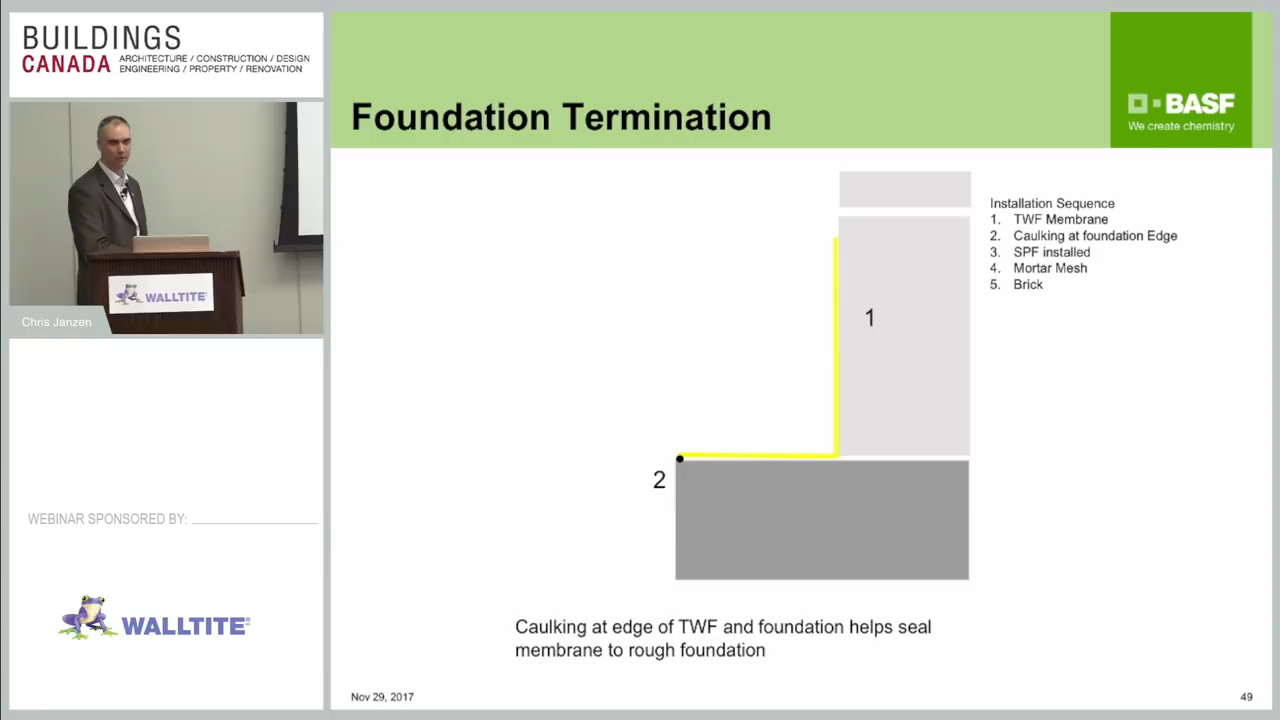 BUILDINGS
CANADA ARCHITECTURE / CONSTRUCTION / DESIGN
ENGINEERING / PROPERTY / RENOVATION
WALLTITE
Chris Janzen
WEBINAR SPONSORED BY:
WALLTITE®
Foundation Termination
BASF
We create chemistry
Installation Sequence
1. TWF Membrane
2. Caulking at foundation Edge
3. SPF installed
4. Mortar Mesh
5. Brick
1
2
Caulking at edge of TWF and foundation helps seal
membrane to rough foundation
Nov 29, 2017
49